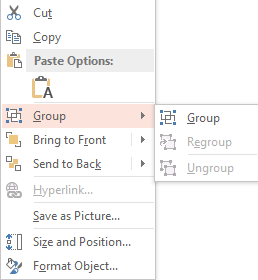 Cut
Copy
Paste Options:
A
Group
Bring to Front
Send to Back
Hyperlink...
Save as Picture...
Size and Position...
Format Object...
Group
Regroup
Ungroup